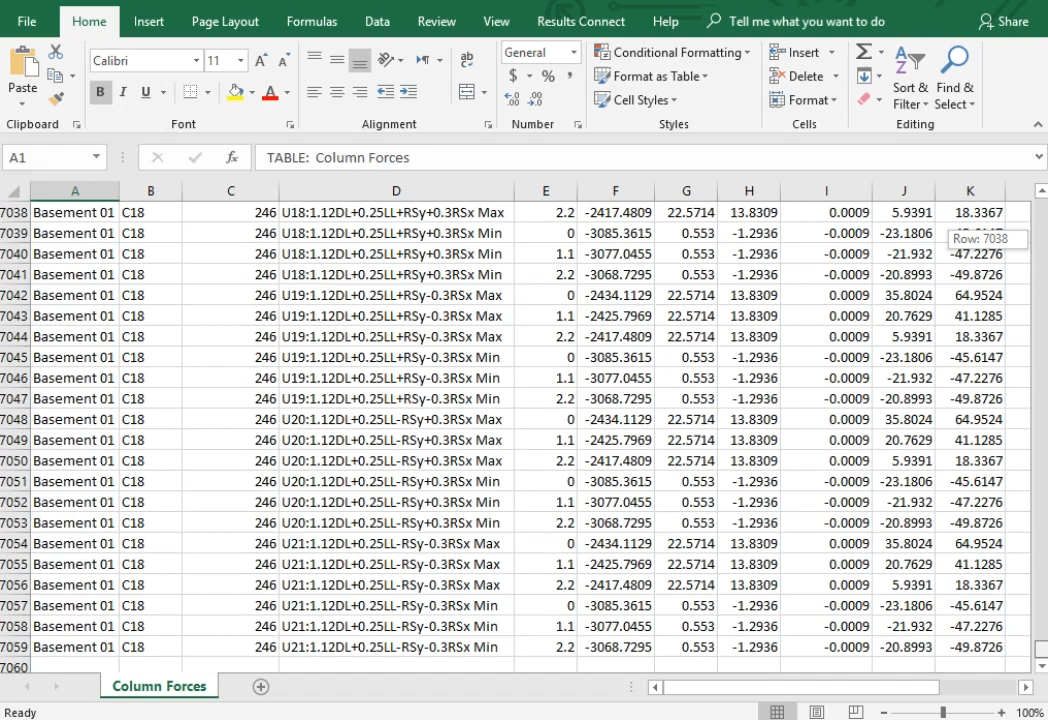 File Home Insert Page Layout Formulas Data Review View Results Connect Help Tell me what you want to do Share
Calibri 11 General Conditional Formatting Insert Sort & Find &
Paste B I U ab $ % , Format as Table Delete Filter Select
Cell Styles Format
Clipboard Font Alignment Number Styles Cells Editing
A1 fx TABLE: Column Forces
A B C D E F G H I J K
7038 Basement 01 C18 246 U18:1.12DL+0.25LL+RSy+0.3RSx Max 2.2 -2417.4809 22.5714 13.8309 0.0009 5.9391 18.3367
7039 Basement 01 C18 246 U18:1.12DL+0.25LL+RSy+0.3RSx Min 0 -3085.3615 0.553 -1.2936 -0.0009 -23.1806
Row: 7038
7040 Basement 01 C18 246 U18:1.12DL+0.25LL+RSy+0.3RSx Min 1.1 -3077.0455 0.553 -1.2936 -0.0009 -21.932 -47.2276
7041 Basement 01 C18 246 U18:1.12DL+0.25LL+RSy+0.3RSx Min 2.2 -3068.7295 0.553 -1.2936 -0.0009 -20.8993 -49.8726
7042 Basement 01 C18 246 U19:1.12DL+0.25LL+RSy-0.3RSx Max 0 -2434.1129 22.5714 13.8309 0.0009 35.8024 64.9524
7043 Basement 01 C18 246 U19:1.12DL+0.25LL+RSy-0.3RSx Max 1.1 -2425.7969 22.5714 13.8309 0.0009 20.7629 41.1285
7044 Basement 01 C18 246 U19:1.12DL+0.25LL+RSy-0.3RSx Max 2.2 -2417.4809 22.5714 13.8309 0.0009 5.9391 18.3367
7045 Basement 01 C18 246 U19:1.12DL+0.25LL+RSy-0.3RSx Min 0 -3085.3615 0.553 -1.2936 -0.0009 -23.1806 -45.6147
7046 Basement 01 C18 246 U19:1.12DL+0.25LL+RSy-0.3RSx Min 1.1 -3077.0455 0.553 -1.2936 -0.0009 -21.932 -47.2276
7047 Basement 01 C18 246 U19:1.12DL+0.25LL+RSy-0.3RSx Min 2.2 -3068.7295 0.553 -1.2936 -0.0009 -20.8993 -49.8726
7048 Basement 01 C18 246 U20:1.12DL+0.25LL-RSy+0.3RSx Max 0 -2434.1129 22.5714 13.8309 0.0009 35.8024 64.9524
7049 Basement 01 C18 246 U20:1.12DL+0.25LL-RSy+0.3RSx Max 1.1 -2425.7969 22.5714 13.8309 0.0009 20.7629 41.1285
7050 Basement 01 C18 246 U20:1.12DL+0.25LL-RSy+0.3RSx Max 2.2 -2417.4809 22.5714 13.8309 0.0009 5.9391 18.3367
7051 Basement 01 C18 246 U20:1.12DL+0.25LL-RSy+0.3RSx Min 0 -3085.3615 0.553 -1.2936 -0.0009 -23.1806 -45.6147
7052 Basement 01 C18 246 U20:1.12DL+0.25LL-RSy+0.3RSx Min 1.1 -3077.0455 0.553 -1.2936 -0.0009 -21.932 -47.2276
7053 Basement 01 C18 246 U20:1.12DL+0.25LL-RSy+0.3RSx Min 2.2 -3068.7295 0.553 -1.2936 -0.0009 -20.8993 -49.8726
7054 Basement 01 C18 246 U21:1.12DL+0.25LL-RSy-0.3RSx Max 0 -2434.1129 22.5714 13.8309 0.0009 35.8024 64.9524
7055 Basement 01 C18 246 U21:1.12DL+0.25LL-RSy-0.3RSx Max 1.1 -2425.7969 22.5714 13.8309 0.0009 20.7629 41.1285
7056 Basement 01 C18 246 U21:1.12DL+0.25LL-RSy-0.3RSx Max 2.2 -2417.4809 22.5714 13.8309 0.0009 5.9391 18.3367
7057 Basement 01 C18 246 U21:1.12DL+0.25LL-RSy-0.3RSx Min 0 -3085.3615 0.553 -1.2936 -0.0009 -23.1806 -45.6147
7058 Basement 01 C18 246 U21:1.12DL+0.25LL-RSy-0.3RSx Min 1.1 -3077.0455 0.553 -1.2936 -0.0009 -21.932 -47.2276
7059 Basement 01 C18 246 U21:1.12DL+0.25LL-RSy-0.3RSx Min 2.2 -3068.7295 0.553 -1.2936 -0.0009 -20.8993 -49.8726
7060
Column Forces
Ready 100%